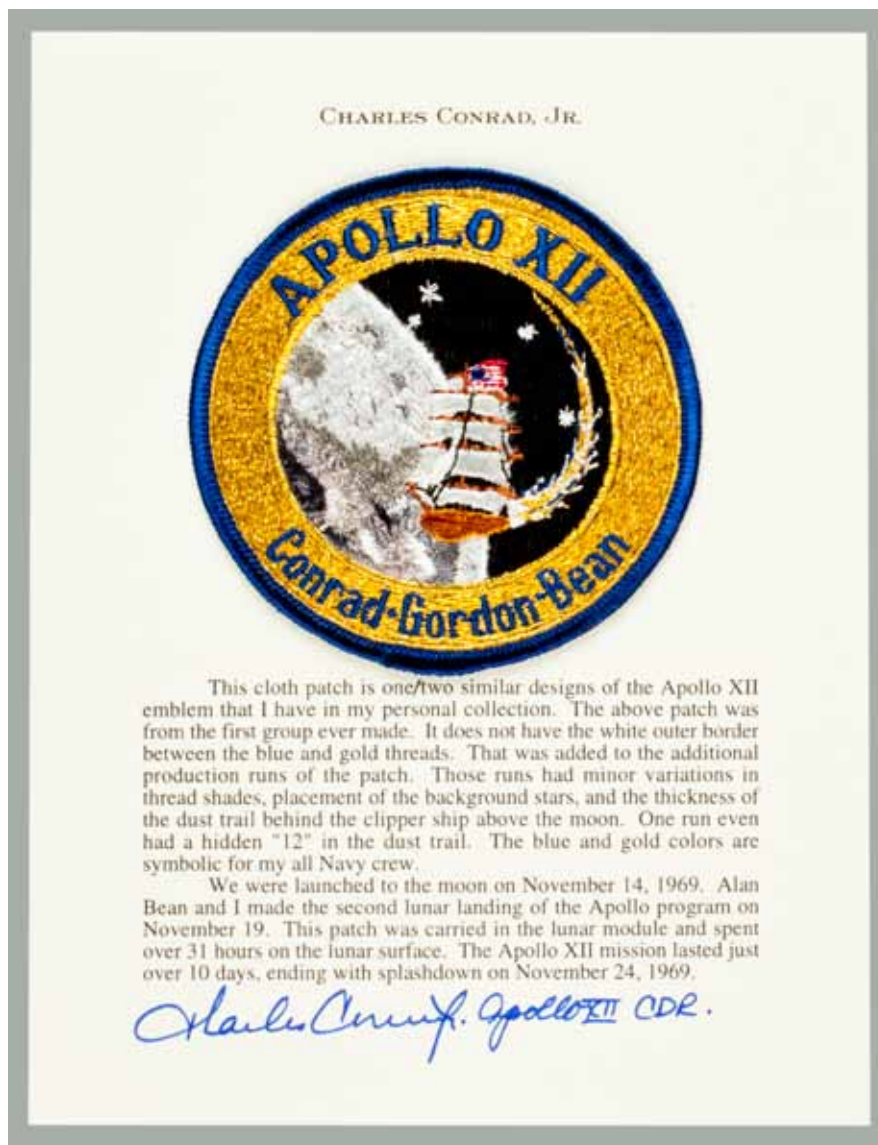 CHARLES CONRAD, JR.
APOLLO XII
Conrad·Gordon·Bean
This cloth patch is one/two similar designs of the Apollo XII
emblem that I have in my personal collection. The above patch was
from the first group ever made. It does not have the white outer border
between the blue and gold threads. That was added to the additional
production runs of the patch. Those runs had minor variations in
thread shades, placement of the background stars, and the thickness of
the dust trail behind the clipper ship above the moon. One run even
had a hidden "12" in the dust trail. The blue and gold colors are
symbolic for my all Navy crew.
We were launched to the moon on November 14, 1969. Alan
Bean and I made the second lunar landing of the Apollo program on
November 19. This patch was carried in the lunar module and spent
over 31 hours on the lunar surface. The Apollo XII mission lasted just
over 10 days, ending with splashdown on November 24, 1969.
Charles Conrad Jr. Apollo XII CDR.